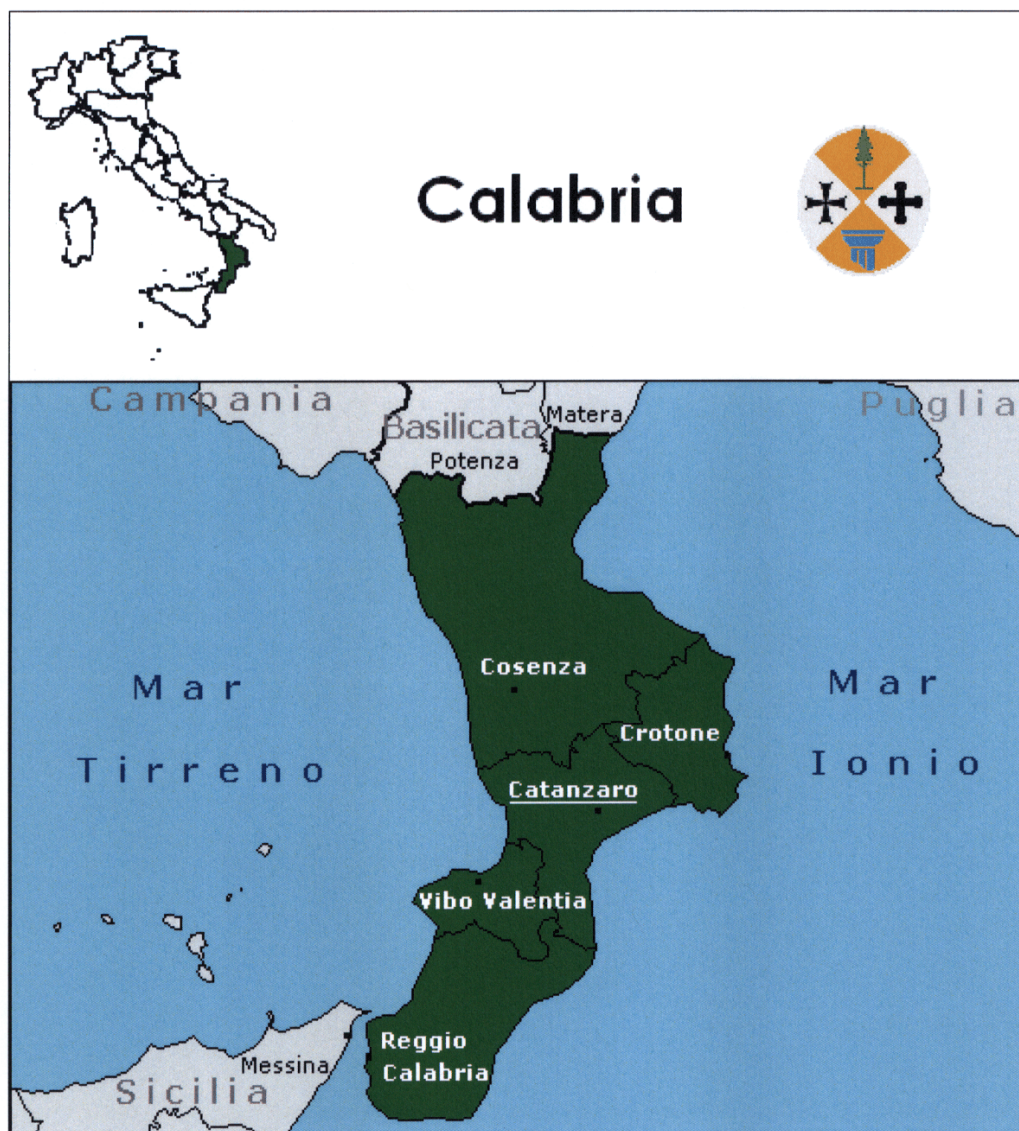 Calabria
Campania
Basilicata
Potenza
Matera
Puglia
Mar
Tirreno
Cosenza
Crotone
Catanzaro
Mar
Ionio
Vibo Valentia
Reggio
Calabria
Messina
Sicilia